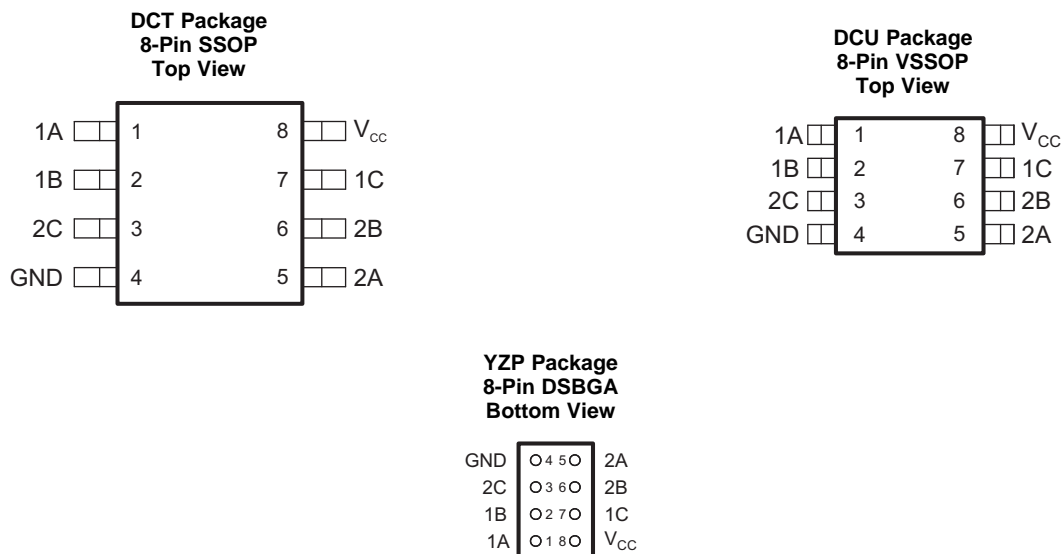 DCT Package
8-Pin SSOP
Top View
1A 1 8 VCC
1B 2 7 1C
2C 3 6 2B
GND 4 5 2A
DCU Package
8-Pin VSSOP
Top View
1A 1 8 VCC
1B 2 7 1C
2C 3 6 2B
GND 4 5 2A
YZP Package
8-Pin DSBGA
Bottom View
GND 4 5 2A
2C 3 6 2B
1B 2 7 1C
1A 1 8 VCC